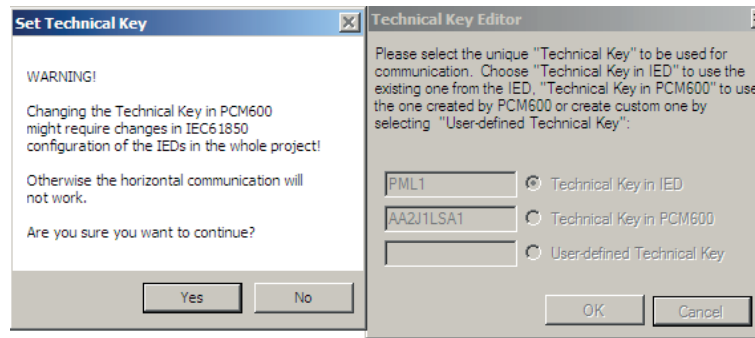 Set Technical Key
WARNING!
Changing the Technical Key in PCM600
might require changes in IEC61850
configuration of the IEDs in the whole project!
Otherwise the horizontal communication will
not work.
Are you sure you want to continue?
Yes
No
Technical Key Editor
Please select the unique "Technical Key" to be used for
communication. Choose "Technical Key in IED" to use the
existing one from the IED, "Technical Key in PCM600" to use
the one created by PCM600 or create custom one by
selecting "User-defined Technical Key":
PML1 Technical Key in IED
AA2J1LSA1 Technical Key in PCM600
User-defined Technical Key
OK
Cancel